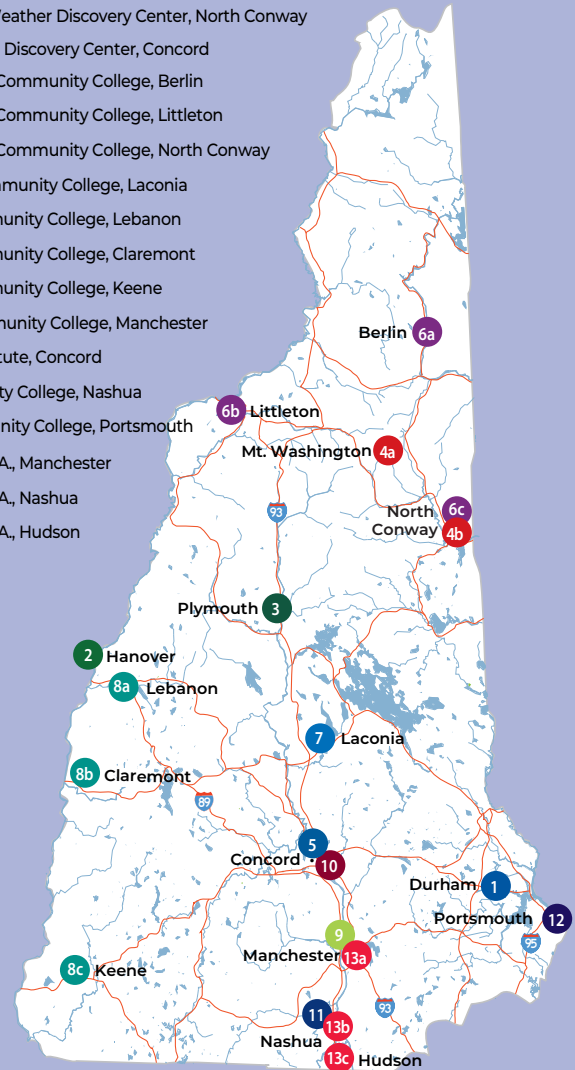 Weather Discovery Center, North Conway
Discovery Center, Concord
Community College, Berlin
Community College, Littleton
Community College, North Conway
mmunity College, Laconia
munity College, Lebanon
munity College, Claremont
munity College, Keene
munity College, Manchester
tute, Concord
ty College, Nashua
nity College, Portsmouth
A., Manchester
A., Nashua
A., Hudson
Berlin 6a
6b Littleton
Mt. Washington 4a
93
North
Conway
6c
4b
Plymouth 3
2 Hanover
8a Lebanon
7 Laconia
8b Claremont
89
5
Concord
10
Durham 1
Portsmouth 12
95
9
Manchester 13a
8c Keene
93
11
13b
Nashua
13c Hudson